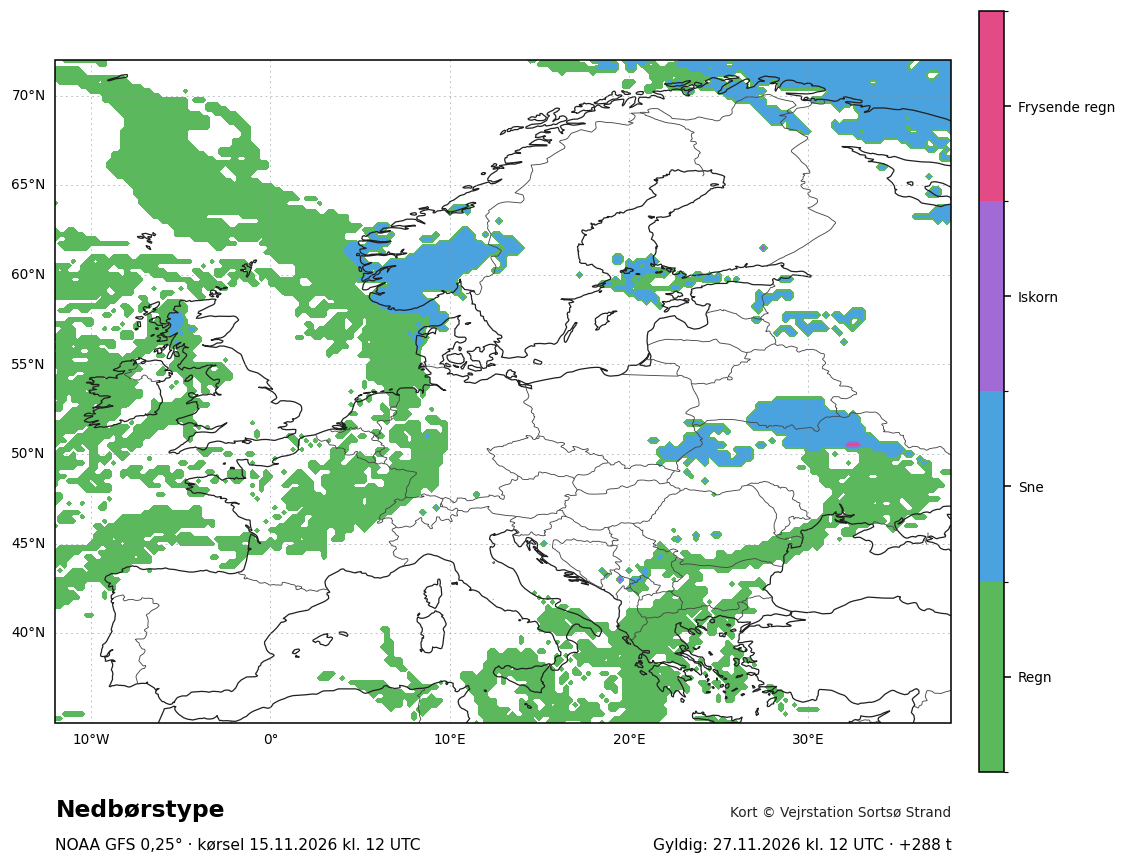 70°N
65°N
60°N
55°N
50°N
45°N
40°N
10°W 0° 10°E 20°E 30°E
Frysende regn
Iskorn
Sne
Regn
Nedbørstype
Kort © Vejrstation Sortsø Strand
NOAA GFS 0,25° · kørsel 15.11.2026 kl. 12 UTC
Gyldig: 27.11.2026 kl. 12 UTC · +288 t